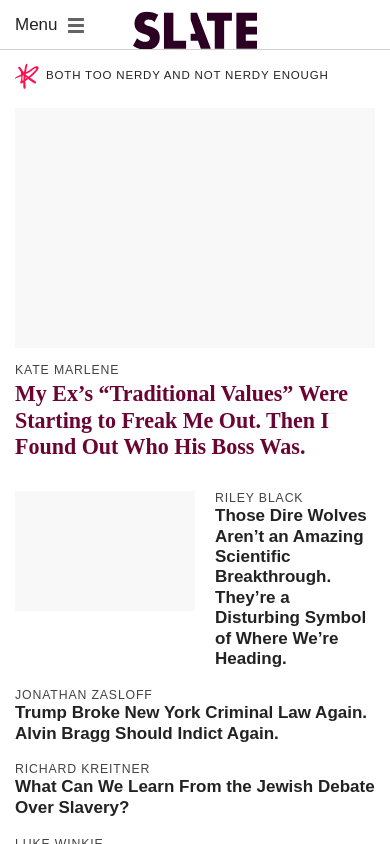 Menu
SLATE
BOTH TOO NERDY AND NOT NERDY ENOUGH
KATE MARLENE
My Ex’s “Traditional Values” Were
Starting to Freak Me Out. Then I
Found Out Who His Boss Was.
RILEY BLACK
Those Dire Wolves
Aren’t an Amazing
Scientific
Breakthrough.
They’re a
Disturbing Symbol
of Where We’re
Heading.
JONATHAN ZASLOFF
Trump Broke New York Criminal Law Again.
Alvin Bragg Should Indict Again.
RICHARD KREITNER
What Can We Learn From the Jewish Debate
Over Slavery?
LUKE WINKIE